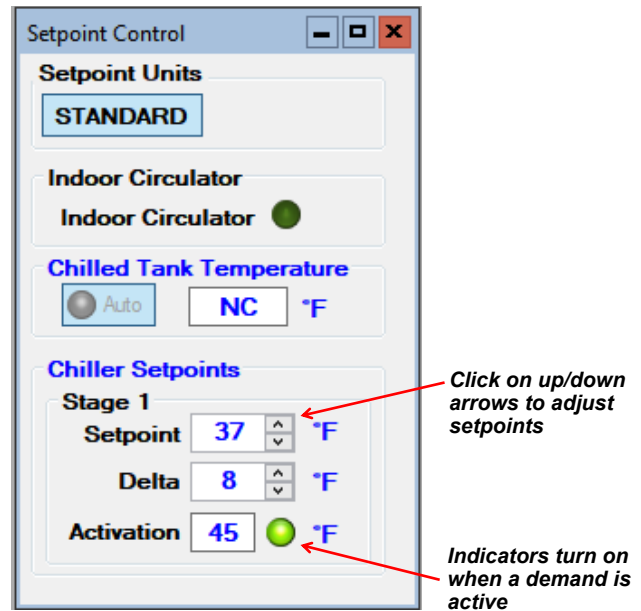 Setpoint Control
Setpoint Units
STANDARD
Indoor Circulator
Indoor Circulator
Chilled Tank Temperature
Auto NC °F
Chiller Setpoints
Stage 1
Setpoint 37 °F
Delta 8 °F
Activation 45 °F
Click on up/down
arrows to adjust
setpoints
Indicators turn on
when a demand is
active